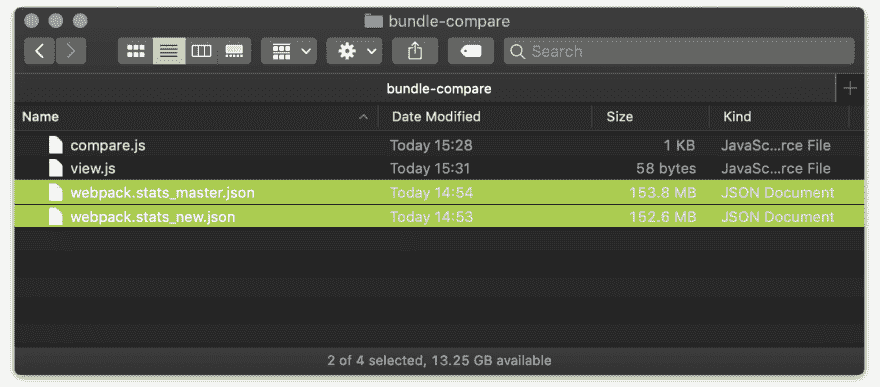 bundle-compare
Search
bundle-compare
Name Date Modified Size Kind
compare.js Today 15:28 1 KB JavaSc...rce File
view.js Today 15:31 58 bytes JavaSc...rce File
webpack.stats_master.json Today 14:54 153.8 MB JSON Document
webpack.stats_new.json Today 14:53 152.6 MB JSON Document
2 of 4 selected, 13.25 GB available